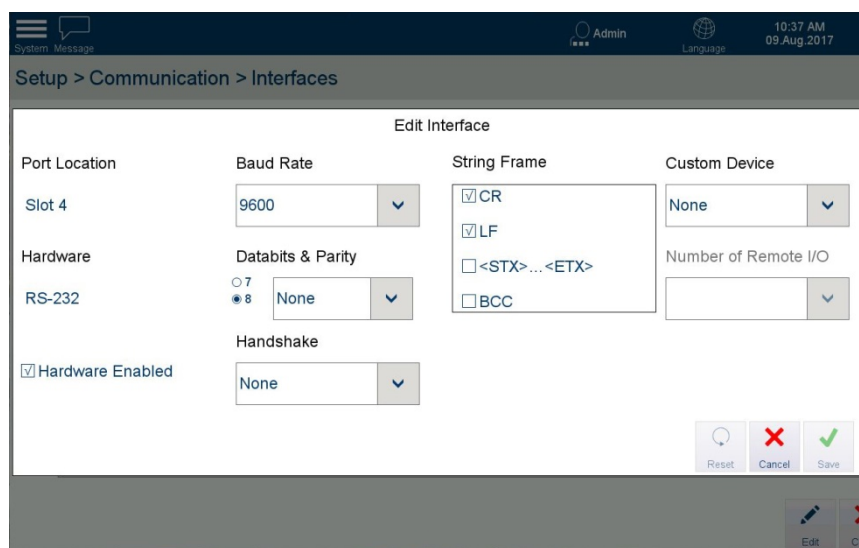 System Message
Admin
Language
10:37 AM
09.Aug.2017
Setup > Communication > Interfaces
Edit Interface
Port Location
Baud Rate
String Frame
Custom Device
Slot 4
9600
CR
LF
<STX>...<ETX>
BCC
None
Hardware
Databits & Parity
Number of Remote I/O
RS-232
7
8
None
Hardware Enabled
Handshake
None
Reset
Cancel
Save
Edit